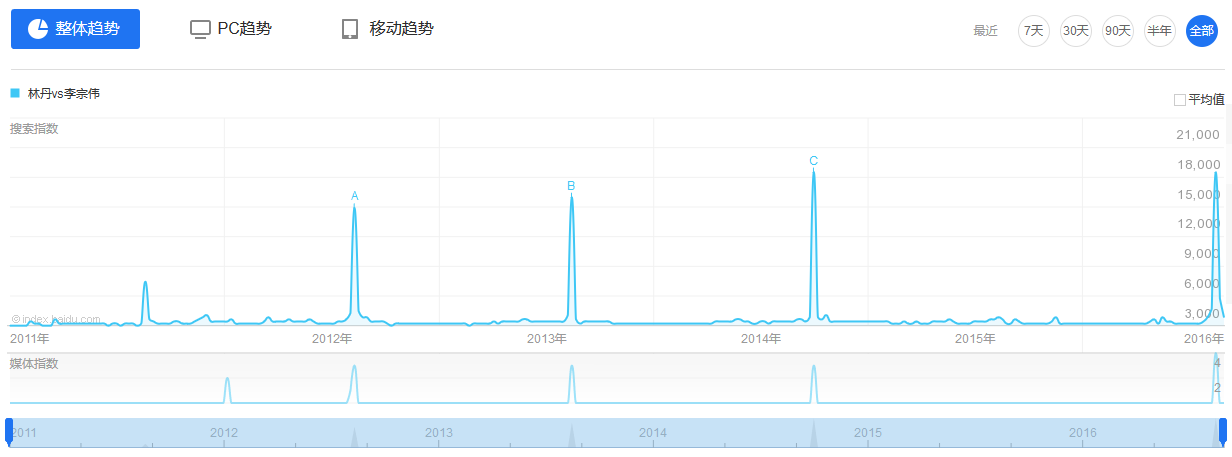 整体趋势 PC趋势 移动趋势 最近 7天 30天 90天 半年 全部
林丹vs李宗伟
平均值
搜索指数
21,000
C
18,000
B
A
15,000
12,000
9,000
6,000
©index.baidu.com
3,000
2011年 2012年 2013年 2014年 2015年 2016年
媒体指数
4
2
2011 2012 2013 2014 2015 2016